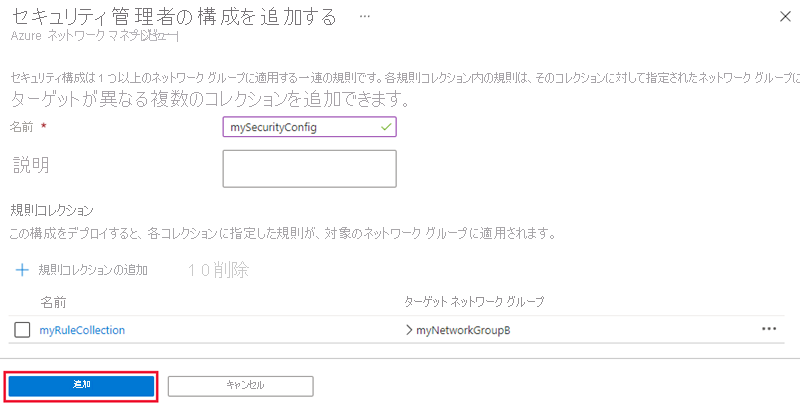 セキュリティ管理者の構成を追加する …
Azure ネットワーク マネージャー
セキュリティ構成は 1 つ以上のネットワーク グループに適用する一連の規則です。各規則コレクション内の規則は、そのコレクションに対して指定されたネットワーク グループに
ターゲットが異なる複数のコレクションを追加できます。
名前 * mySecurityConfig
説明
規則コレクション
この構成をデプロイすると、各コレクションに指定した規則が、対象のネットワーク グループに適用されます。
+ 規則コレクションの追加 10削除
名前 ターゲット ネットワーク グループ
myRuleCollection > myNetworkGroupB ...
追加 キャンセル